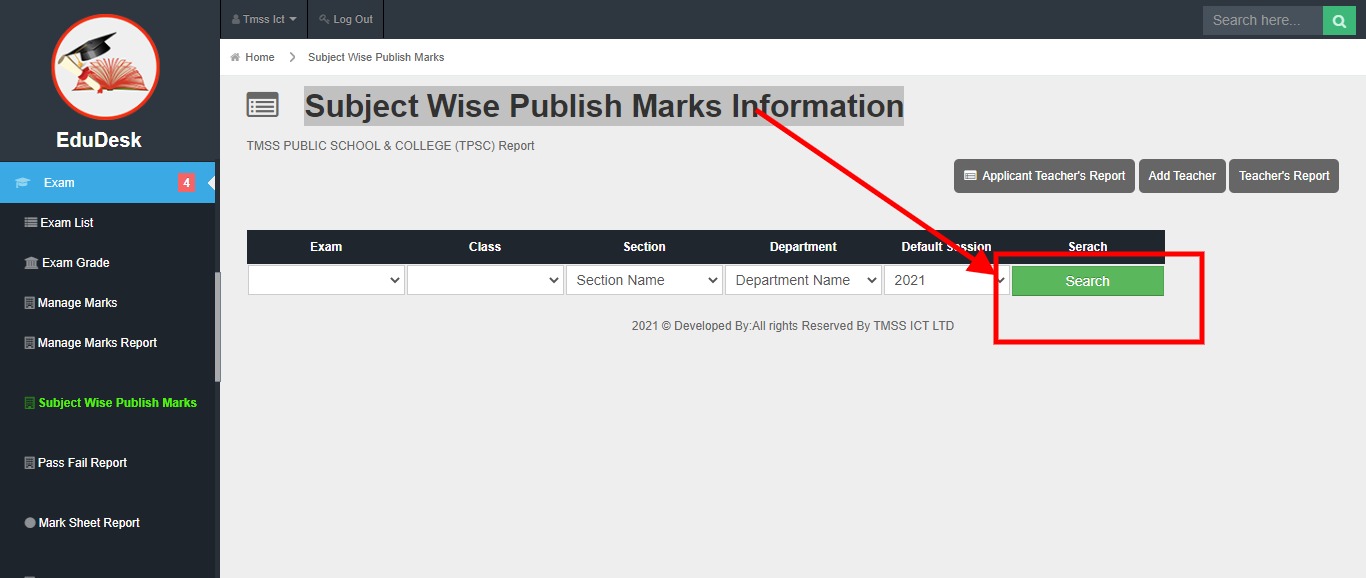 Tmss Ict
Log Out
Search here...
EduDesk
Home
Subject Wise Publish Marks
Subject Wise Publish Marks Information
TMSS PUBLIC SCHOOL & COLLEGE (TPSC) Report
Applicant Teacher's Report
Add Teacher
Teacher's Report
Exam
4
Exam List
Exam Grade
Manage Marks
Manage Marks Report
Subject Wise Publish Marks
Pass Fail Report
Mark Sheet Report
Exam Class Section Department Default Session Serach
Section Name Department Name 2021 Search
2021 © Developed By:All rights Reserved By TMSS ICT LTD